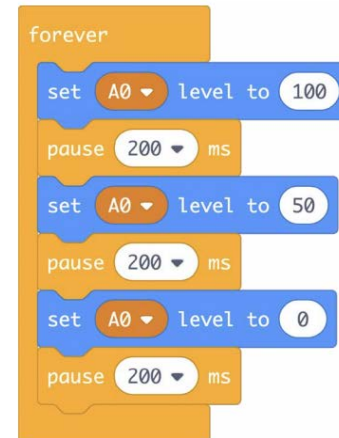 forever
set A0 level to 100
pause 200 ms
set A0 level to 50
pause 200 ms
set A0 level to 0
pause 200 ms